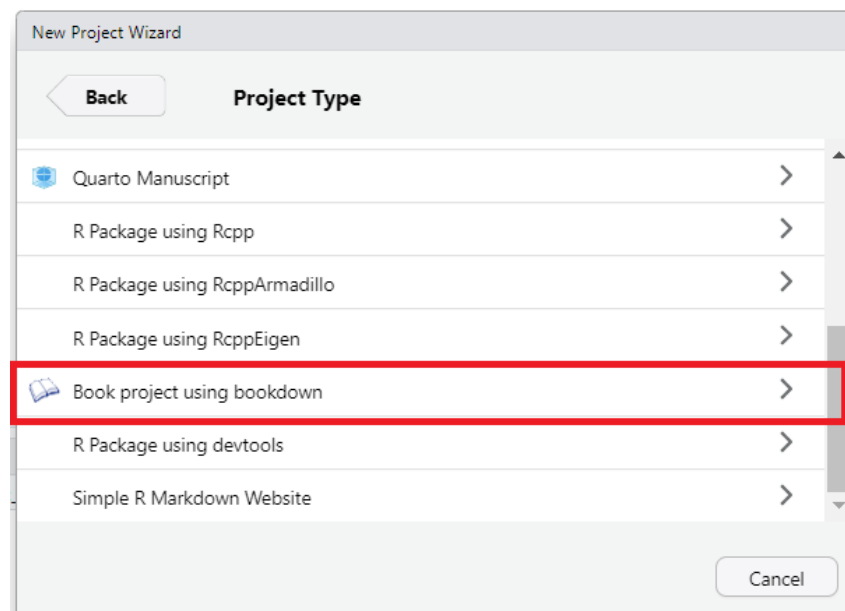 New Project Wizard
Back
Project Type
Quarto Manuscript
R Package using Rcpp
R Package using RcppArmadillo
R Package using RcppEigen
Book project using bookdown
R Package using devtools
Simple R Markdown Website
Cancel